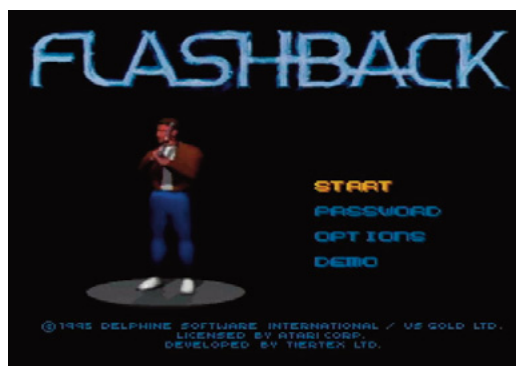 FLASHBACK
START
PASSWORD
OPTIONS
DEMO
©1995 DELPHINE SOFTWARE INTERNATIONAL / US GOLD LTD.
LICENSED BY ATARI CORP.
DEVELOPED BY TIERTEX LTD.